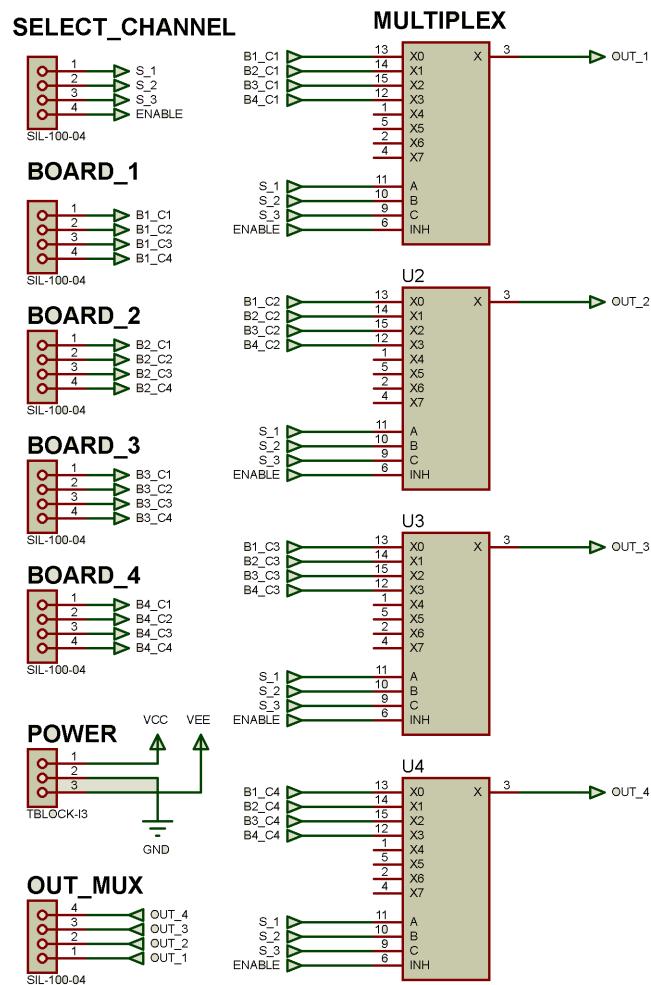 SELECT_CHANNEL
1 S_1
2 S_2
3 S_3
4 ENABLE
SIL-100-04
BOARD_1
1 B1_C1
2 B1_C2
3 B1_C3
4 B1_C4
SIL-100-04
BOARD_2
1 B2_C1
2 B2_C2
3 B2_C3
4 B2_C4
SIL-100-04
BOARD_3
1 B3_C1
2 B3_C2
3 B3_C3
4 B3_C4
SIL-100-04
BOARD_4
1 B4_C1
2 B4_C2
3 B4_C3
4 B4_C4
SIL-100-04
POWER
VCC VEE
1
2
3
TBLOCK-I3
GND
OUT_MUX
4 OUT_4
3 OUT_3
2 OUT_2
1 OUT_1
SIL-100-04
MULTIPLEX
B1_C1 13 X0 X 3 OUT_1
B2_C1 14 X1
B3_C1 15 X2
B4_C1 12 X3
1 X4
5 X5
2 X6
4 X7
S_1 11 A
S_2 10 B
S_3 9 C
ENABLE 6 INH
U2
B1_C2 13 X0 X 3 OUT_2
B2_C2 14 X1
B3_C2 15 X2
B4_C2 12 X3
1 X4
5 X5
2 X6
4 X7
S_1 11 A
S_2 10 B
S_3 9 C
ENABLE 6 INH
U3
B1_C3 13 X0 X 3 OUT_3
B2_C3 14 X1
B3_C3 15 X2
B4_C3 12 X3
1 X4
5 X5
2 X6
4 X7
S_1 11 A
S_2 10 B
S_3 9 C
ENABLE 6 INH
U4
B1_C4 13 X0 X 3 OUT_4
B2_C4 14 X1
B3_C4 15 X2
B4_C4 12 X3
1 X4
5 X5
2 X6
4 X7
S_1 11 A
S_2 10 B
S_3 9 C
ENABLE 6 INH